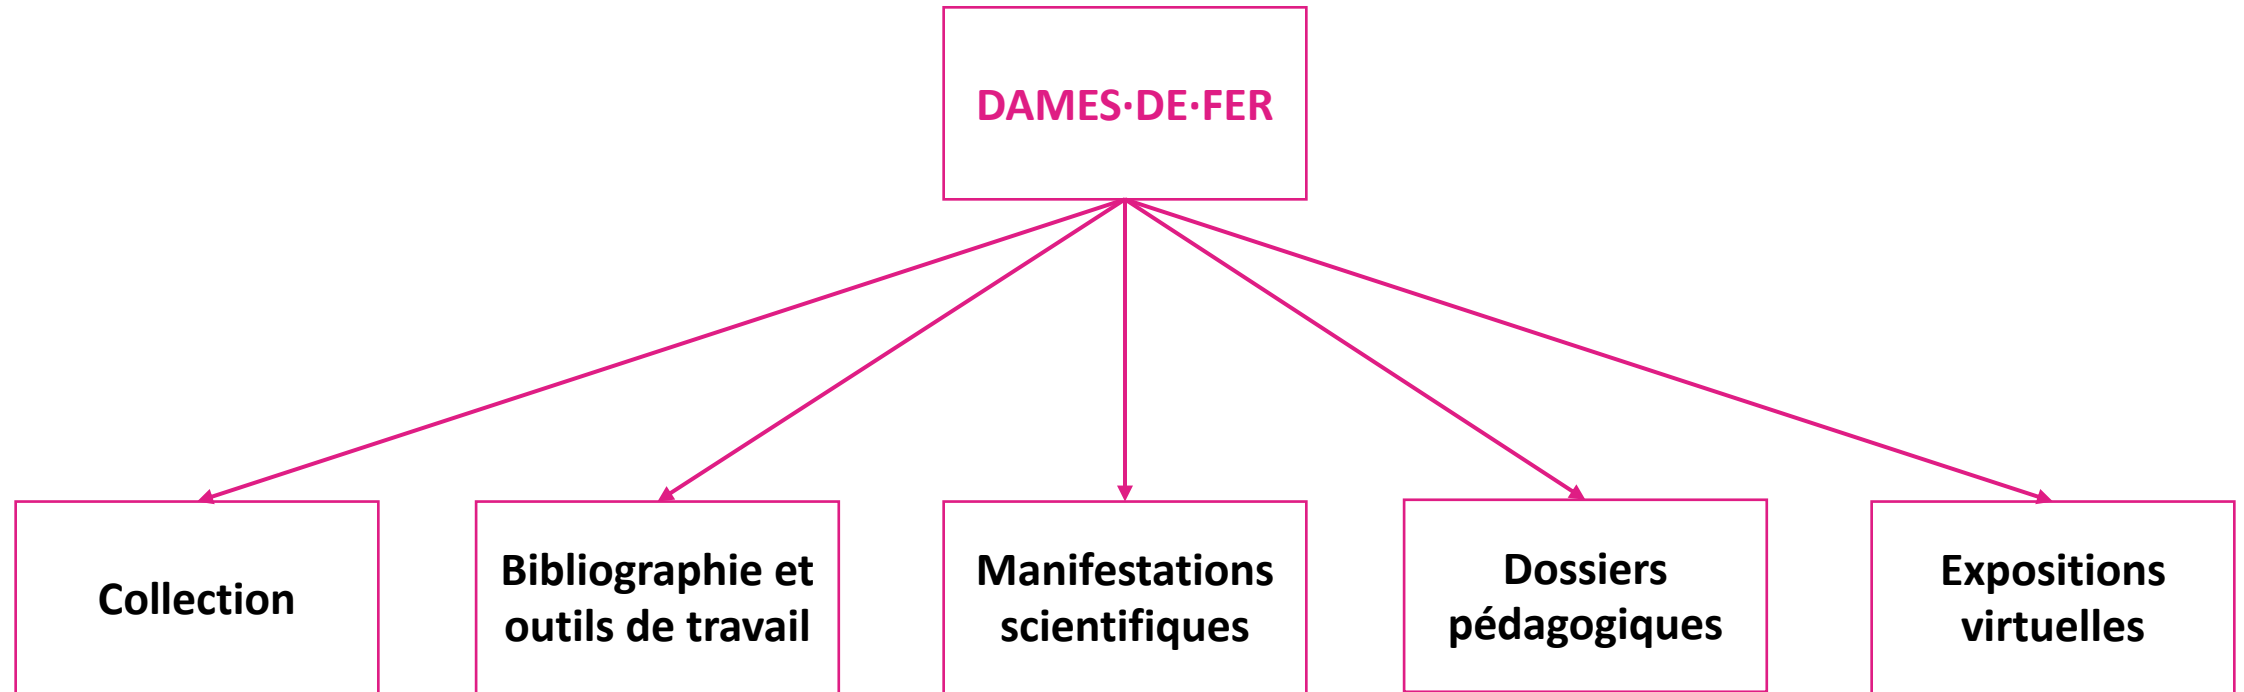 DAMES·DE·FER
Collection
Bibliographie et
outils de travail
Manifestations
scientifiques
Dossiers
pédagogiques
Expositions
virtuelles